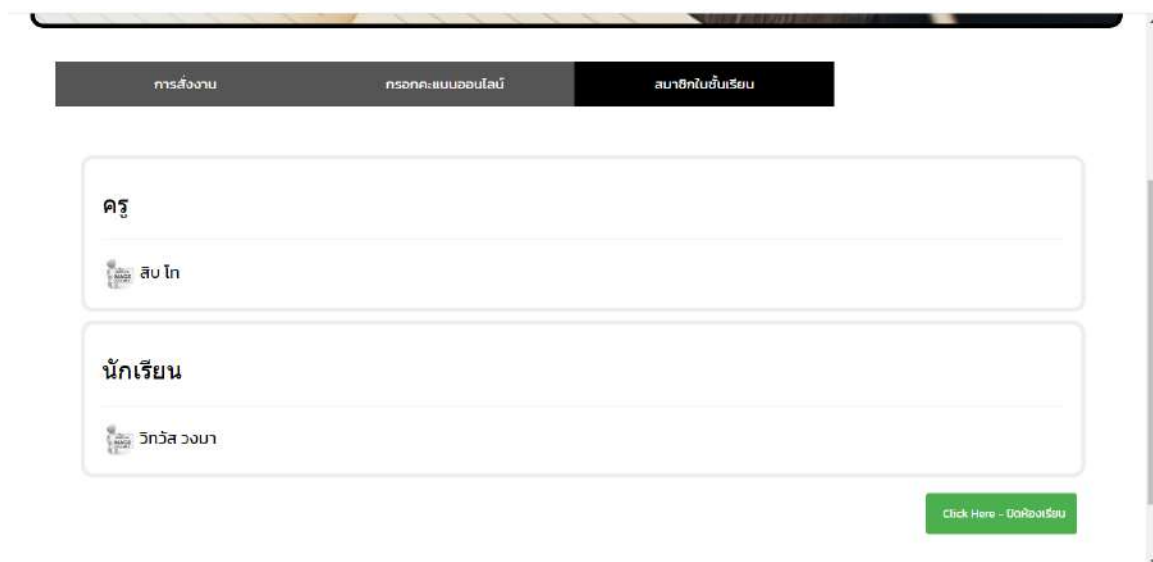 การสั่งงาน กรอกคะแนนออนไลน์ สมาชิกในชั้นเรียน
ครู
สิบ โท
นักเรียน
วิทวัส วงมา
Click Here - ปิดห้องเรียน